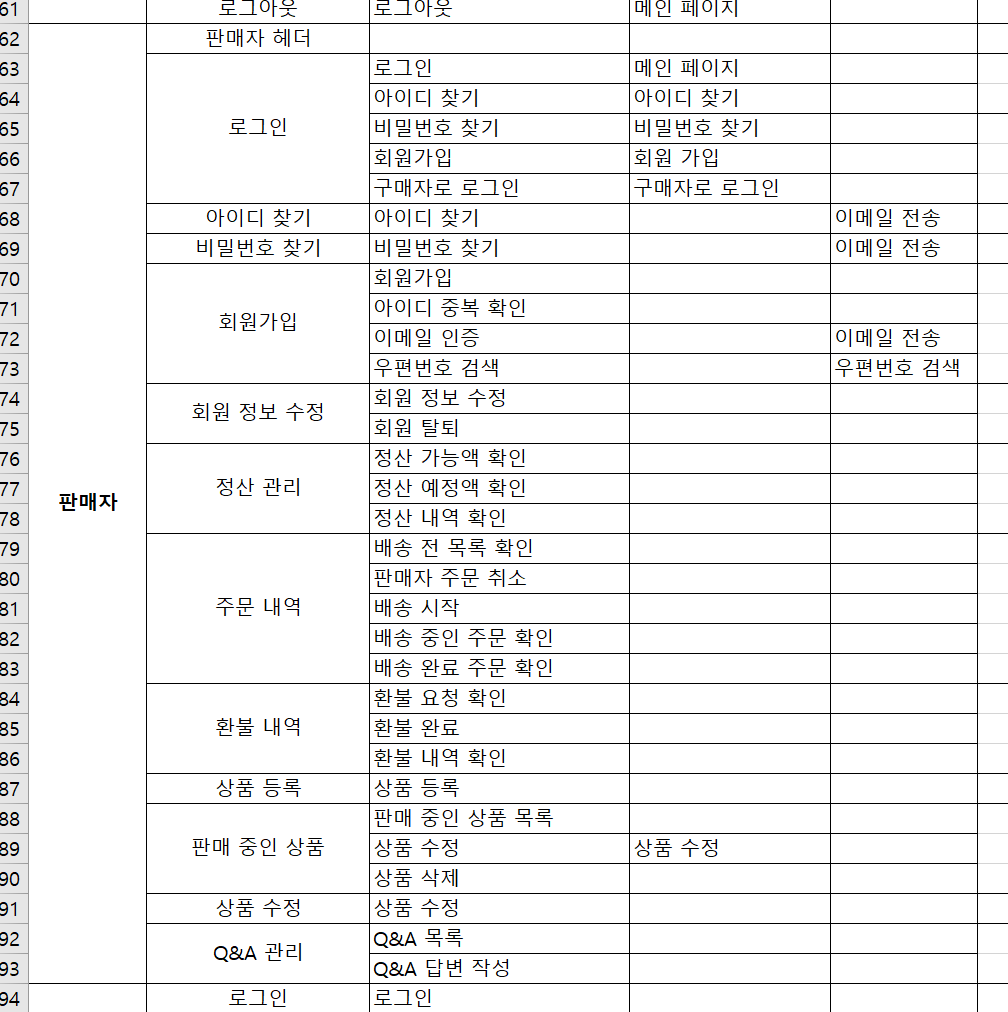 61 로그아웃 로그아웃 메인 페이지
62 판매자 헤더
63 로그인 메인 페이지
64 아이디 찾기 아이디 찾기
65 로그인 비밀번호 찾기 비밀번호 찾기
66 회원가입 회원 가입
67 구매자로 로그인 구매자로 로그인
68 아이디 찾기 아이디 찾기 이메일 전송
69 비밀번호 찾기 비밀번호 찾기 이메일 전송
70 회원가입
71 회원가입 아이디 중복 확인
72 이메일 인증 이메일 전송
73 우편번호 검색 우편번호 검색
74 회원 정보 수정 회원 정보 수정
75 회원 탈퇴
76 정산 가능액 확인
77 정산 관리 정산 예정액 확인
78 판매자 정산 내역 확인
79 배송 전 목록 확인
80 판매자 주문 취소
81 주문 내역 배송 시작
82 배송 중인 주문 확인
83 배송 완료 주문 확인
84 환불 요청 확인
85 환불 내역 환불 완료
86 환불 내역 확인
87 상품 등록 상품 등록
88 판매 중인 상품 목록
89 판매 중인 상품 상품 수정 상품 수정
90 상품 삭제
91 상품 수정 상품 수정
92 Q&A 관리 Q&A 목록
93 Q&A 답변 작성
94 로그인 로그인